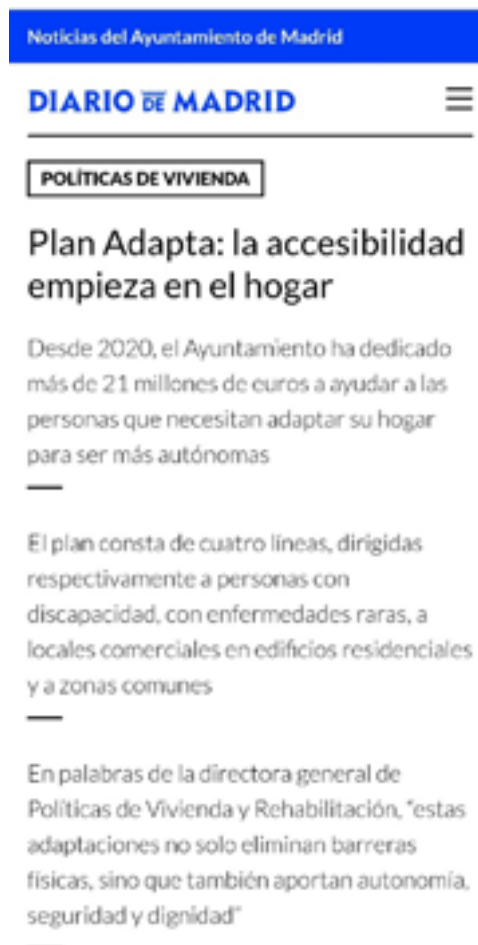 Noticias del Ayuntamiento de Madrid
DIARIO DE MADRID
POLÍTICAS DE VIVIENDA
Plan Adapta: la accesibilidad
empieza en el hogar
Desde 2020, el Ayuntamiento ha dedicado
más de 21 millones de euros a ayudar a las
personas que necesitan adaptar su hogar
para ser más autónomas
El plan consta de cuatro líneas, dirigidas
respectivamente a personas con
discapacidad, con enfermedades raras, a
locales comerciales en edificios residenciales
y a zonas comunes
En palabras de la directora general de
Políticas de Vivienda y Rehabilitación, "estas
adaptaciones no solo eliminan barreras
físicas, sino que también aportan autonomía,
seguridad y dignidad"